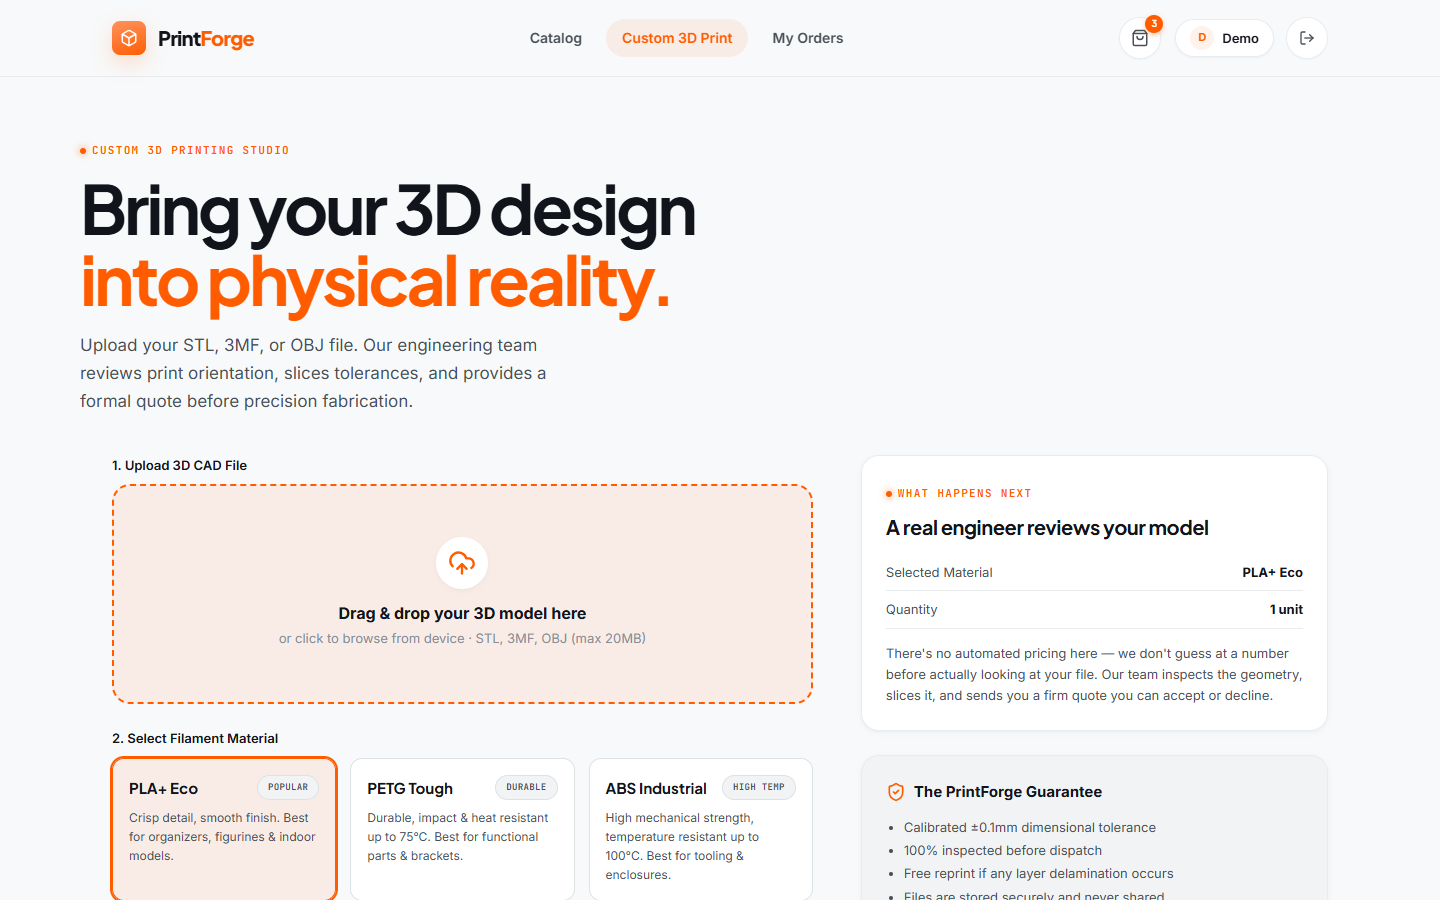 PrintForge
Catalog
Custom 3D Print
My Orders
3
D
Demo
CUSTOM 3D PRINTING STUDIO
Bring your 3D design
into physical reality.
Upload your STL, 3MF, or OBJ file. Our engineering team
reviews print orientation, slices tolerances, and provides a
formal quote before precision fabrication.
1. Upload 3D CAD File
Drag & drop your 3D model here
or click to browse from device · STL, 3MF, OBJ (max 20MB)
2. Select Filament Material
PLA+ Eco
POPULAR
Crisp detail, smooth finish. Best
for organizers, figurines & indoor
models.
PETG Tough
DURABLE
Durable, impact & heat resistant
up to 75°C. Best for functional
parts & brackets.
ABS Industrial
HIGH TEMP
High mechanical strength,
temperature resistant up to
100°C. Best for tooling &
enclosures.
WHAT HAPPENS NEXT
A real engineer reviews your model
Selected Material
PLA+ Eco
Quantity
1 unit
There's no automated pricing here — we don't guess at a number
before actually looking at your file. Our team inspects the geometry,
slices it, and sends you a firm quote you can accept or decline.
The PrintForge Guarantee
• Calibrated ±0.1mm dimensional tolerance
• 100% inspected before dispatch
• Free reprint if any layer delamination occurs
• Files are stored securely and never shared